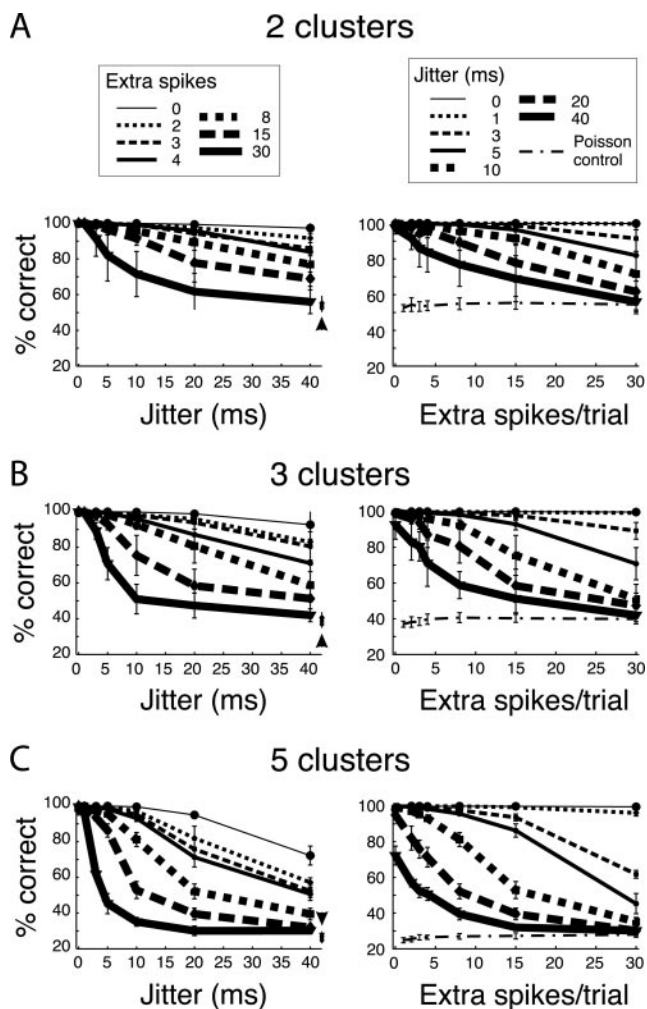 A 2 clusters
Extra spikes
0 8
2 15
3 30
4
Jitter (ms)
0 20
1 40
3 Poisson
5 control
10
% correct
100
80
60
40
20
0 5 10 15 20 25 30 35 40
Jitter (ms)
100
80
60
40
20
0 5 10 15 20 25 30
Extra spikes/trial
B 3 clusters
% correct
100
80
60
40
20
0 5 10 15 20 25 30 35 40
Jitter (ms)
100
80
60
40
20
0 5 10 15 20 25 30
Extra spikes/trial
C 5 clusters
% correct
100
80
60
40
20
0 5 10 15 20 25 30 35 40
Jitter (ms)
100
80
60
40
20
0 5 10 15 20 25 30
Extra spikes/trial